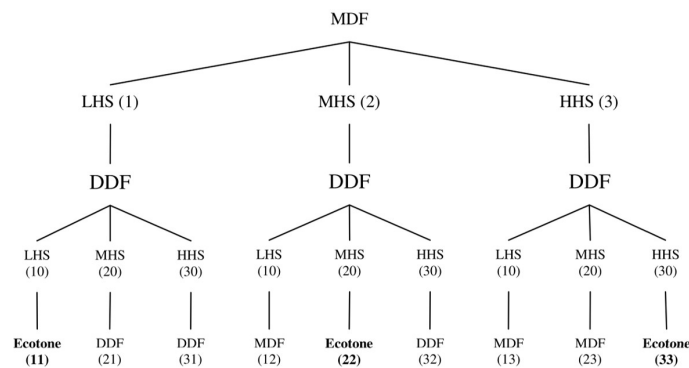 MDF
LHS (1) MHS (2) HHS (3)
DDF DDF DDF
LHS MHS HHS LHS MHS HHS LHS MHS HHS
(10) (20) (30) (10) (20) (30) (10) (20) (30)
Ecotone DDF DDF MDF Ecotone DDF MDF MDF Ecotone
(11) (21) (31) (12) (22) (32) (13) (23) (33)